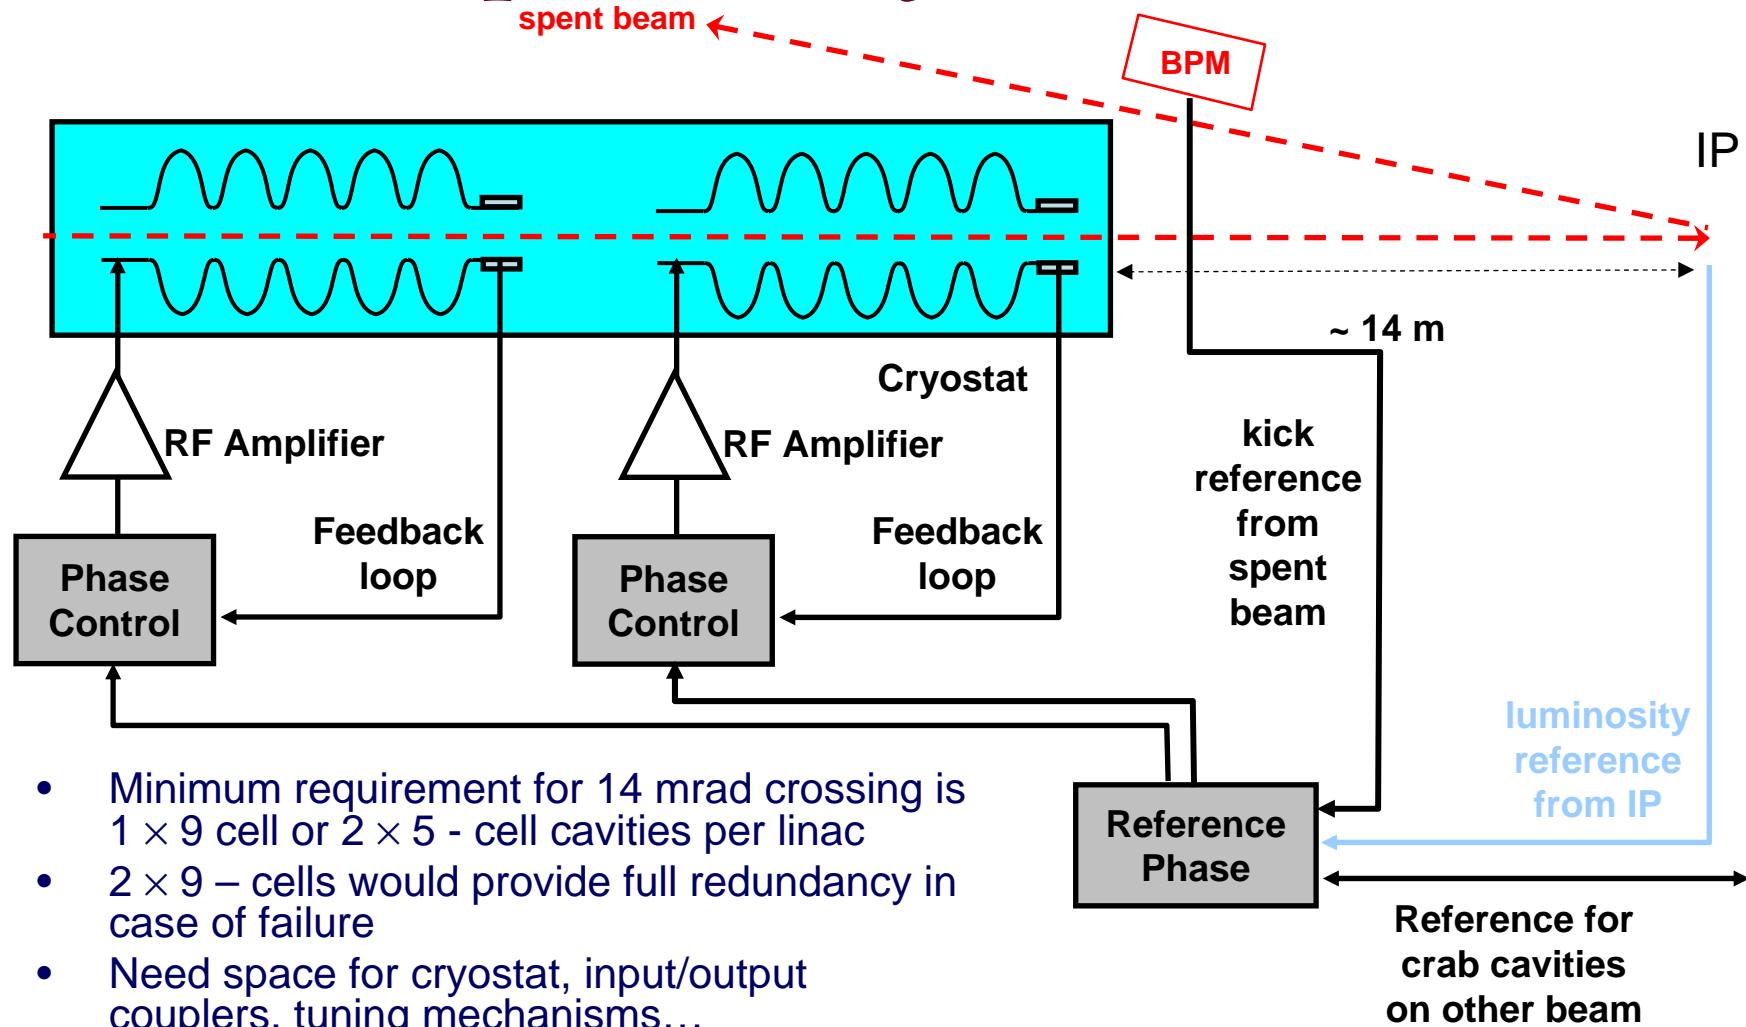 spent beam
BPM
IP
~ 14 m
Cryostat
RF Amplifier
RF Amplifier
kick
reference
from
spent
beam
Feedback
loop
Feedback
loop
Phase
Control
Phase
Control
luminosity
reference
from IP
Reference
Phase
Reference for
crab cavities
on other beam
• Minimum requirement for 14 mrad crossing is
1 × 9 cell or 2 × 5 - cell cavities per linac
• 2 × 9 – cells would provide full redundancy in
case of failure
• Need space for cryostat, input/output
couplers, tuning mechanisms…